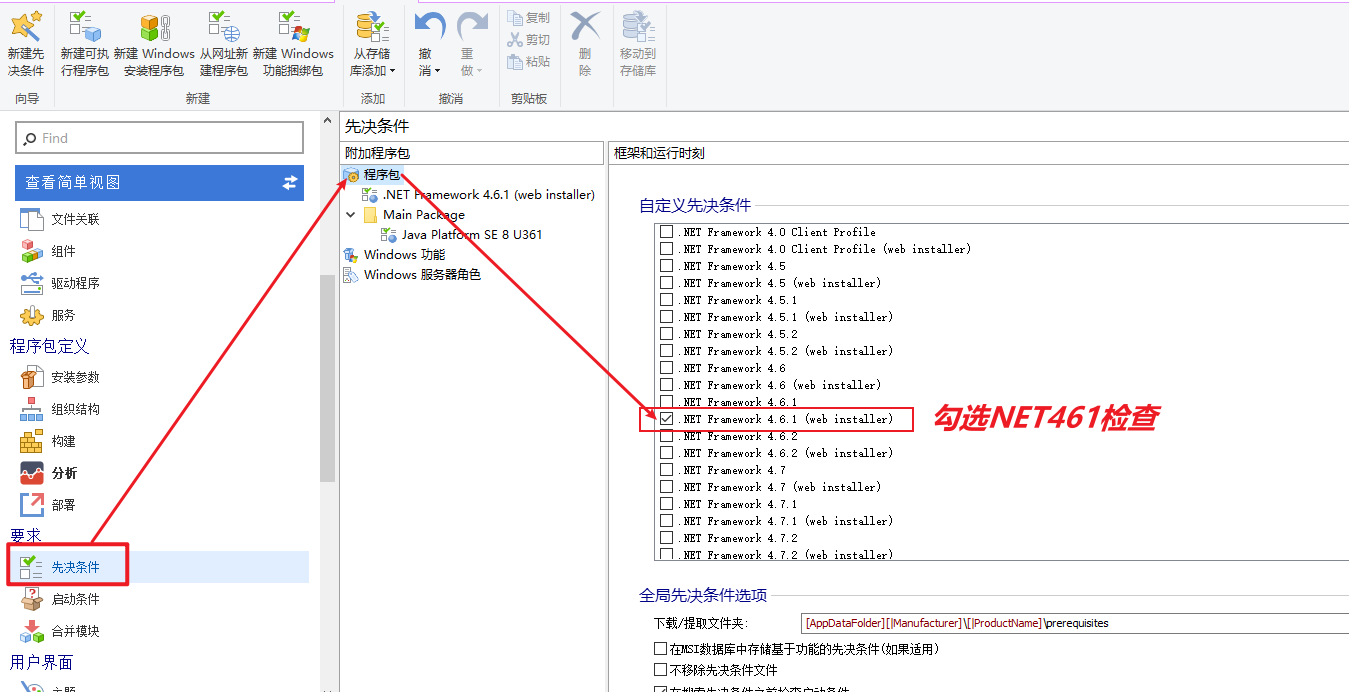 新建先
决条件
新建可执
行程序包
新建 Windows
安装程序包
从网址新
建程序包
新建 Windows
功能捆绑包
从存储
库添加
撤
消
重
做
复制
剪切
粘贴
删
除
移动到
存储库
向导
新建
添加
撤消
剪贴板
Find
查看简单视图
文件关联
组件
驱动程序
服务
程序包定义
安装参数
组织结构
构建
分析
部署
要求
先决条件
启动条件
合并模块
用户界面
主题
先决条件
附加程序包
程序包
.NET Framework 4.6.1 (web installer)
Main Package
Java Platform SE 8 U361
Windows 功能
Windows 服务器角色
框架和运行时刻
自定义先决条件
.NET Framework 4.0 Client Profile
.NET Framework 4.0 Client Profile (web installer)
.NET Framework 4.5
.NET Framework 4.5 (web installer)
.NET Framework 4.5.1
.NET Framework 4.5.1 (web installer)
.NET Framework 4.5.2
.NET Framework 4.5.2 (web installer)
.NET Framework 4.6
.NET Framework 4.6 (web installer)
.NET Framework 4.6.1
.NET Framework 4.6.1 (web installer)
.NET Framework 4.6.2
.NET Framework 4.6.2 (web installer)
.NET Framework 4.7
.NET Framework 4.7 (web installer)
.NET Framework 4.7.1
.NET Framework 4.7.1 (web installer)
.NET Framework 4.7.2
.NET Framework 4.7.2 (web installer)
勾选NET461检查
全局先决条件选项
下载/提取文件夹:
[AppDataFolder][|Manufacturer]\[|ProductName]\prerequisites
在MSI数据库中存储基于功能的先决条件(如果适用)
不移除先决条件文件
在搜索先决条件之前检查启动条件